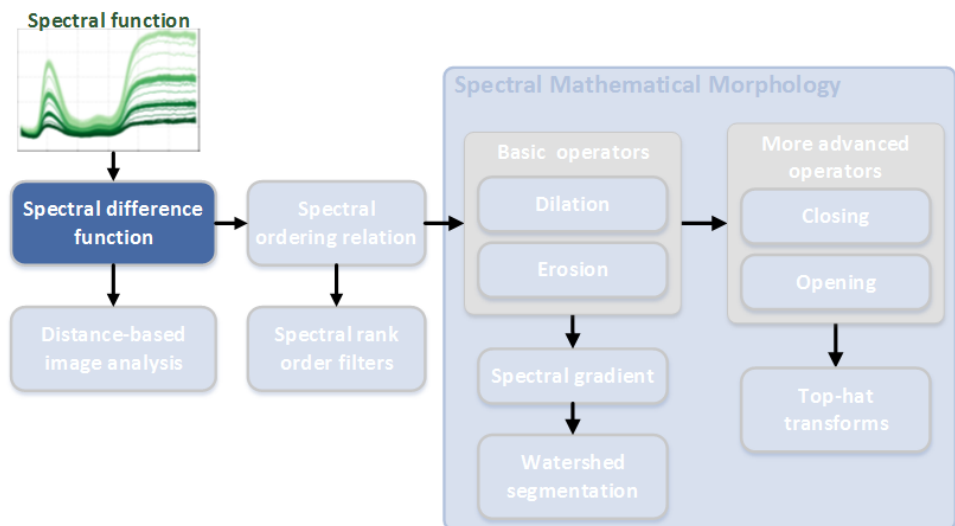 Spectral function
Spectral Mathematical Morphology
Basic operators
More advanced
operators
Spectral difference
function
Spectral
ordering relation
Dilation
Erosion
Closing
Opening
Distance-based
image analysis
Spectral rank
order filters
Spectral gradient
Top-hat
transforms
Watershed
segmentation